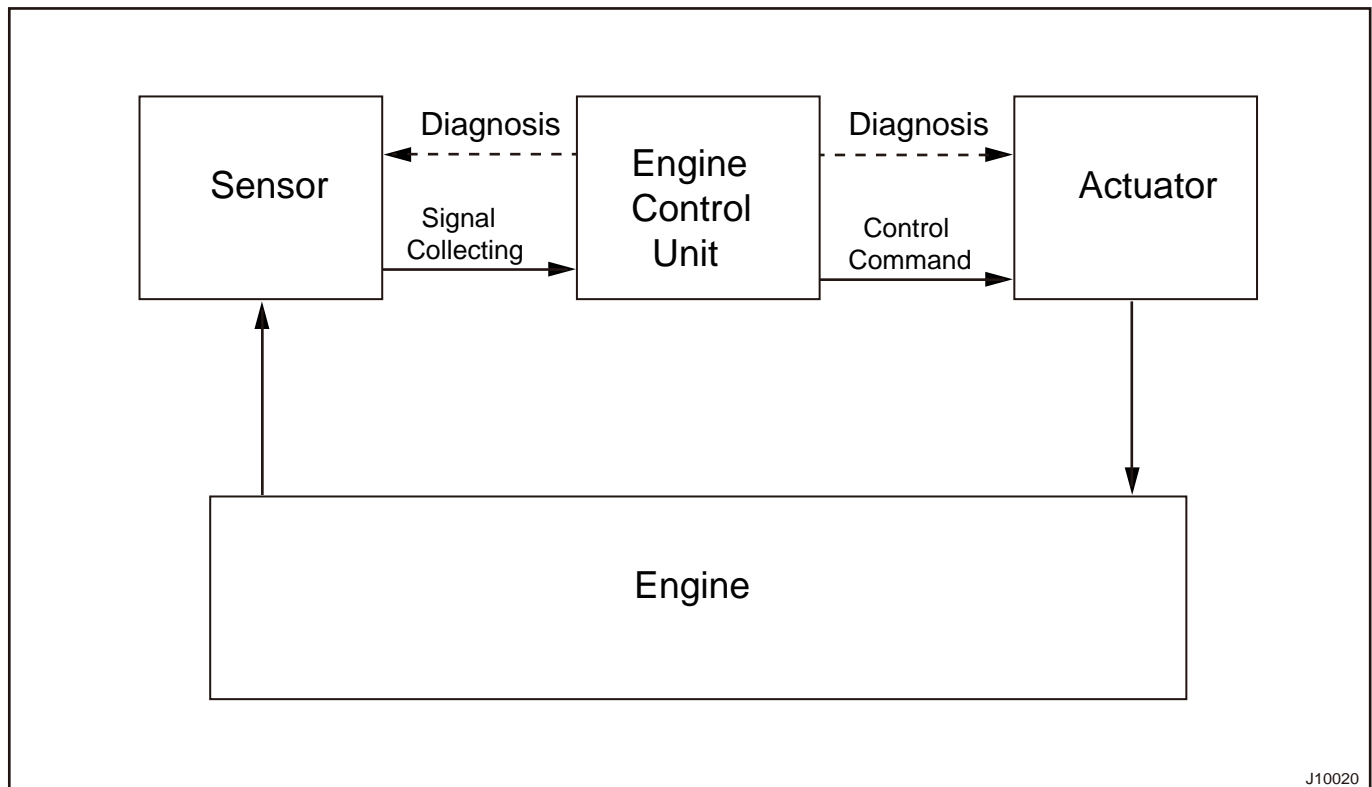 Diagnosis
Diagnosis
Sensor
Engine
Control
Unit
Actuator
Signal
Collecting
Control
Command
Engine
J10020